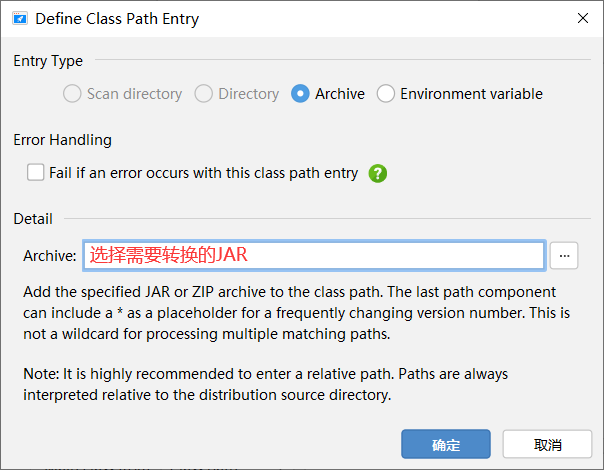 Define Class Path Entry
Entry Type
Scan directory Directory Archive Environment variable
Error Handling
Fail if an error occurs with this class path entry ?
Detail
Archive: 选择需要转换的JAR ...
Add the specified JAR or ZIP archive to the class path. The last path component
can include a * as a placeholder for a frequently changing version number. This is
not a wildcard for processing multiple matching paths.
Note: It is highly recommended to enter a relative path. Paths are always
interpreted relative to the distribution source directory.
确定 取消